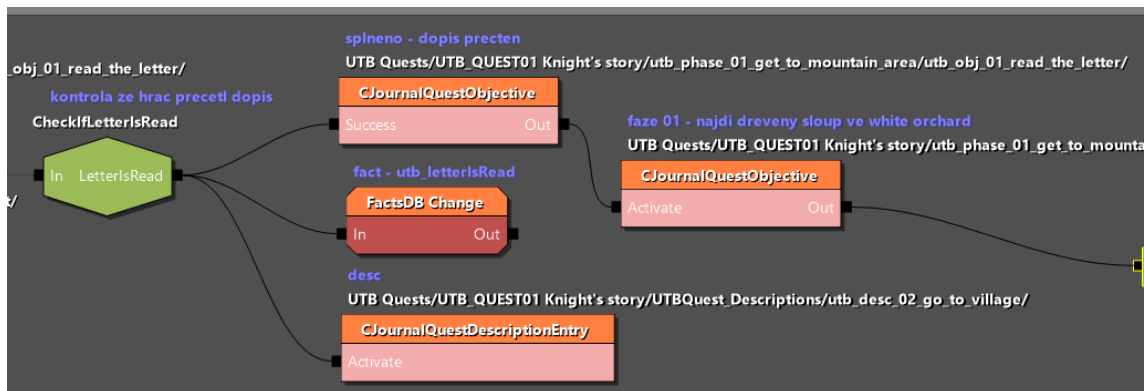 splneno - dopis precten
UTB Quests/UTB_QUEST01 Knight's story/utb_phase_01_get_to_mountain_area/utb_obj_01_read_the_letter/
_obj_01_read_the_letter/
CJournalQuestObjective
kontrola ze hrac precetl dopis
CheckIfLetterIsRead
Success Out
faze 01 - najdi dreveny sloup ve white orchard
UTB Quests/UTB_QUEST01 Knight's story/utb_phase_01_get_to_mounta
In LetterIsRead
fact - utb_letterIsRead
CJournalQuestObjective
t/
FactsDB Change
Activate Out
In Out
desc
UTB Quests/UTB_QUEST01 Knight's story/UTBQuest_Descriptions/utb_desc_02_go_to_village/
CJournalQuestDescriptionEntry
Activate